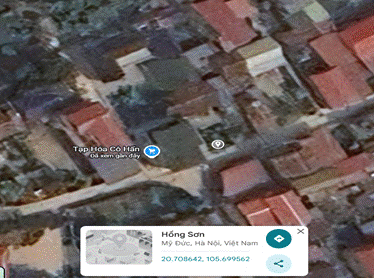 Tạp Hóa Cô Hấn
Đã xem gần đây
Hồng Sơn
Mỹ Đức, Hà Nội, Việt Nam
20.708642, 105.699562